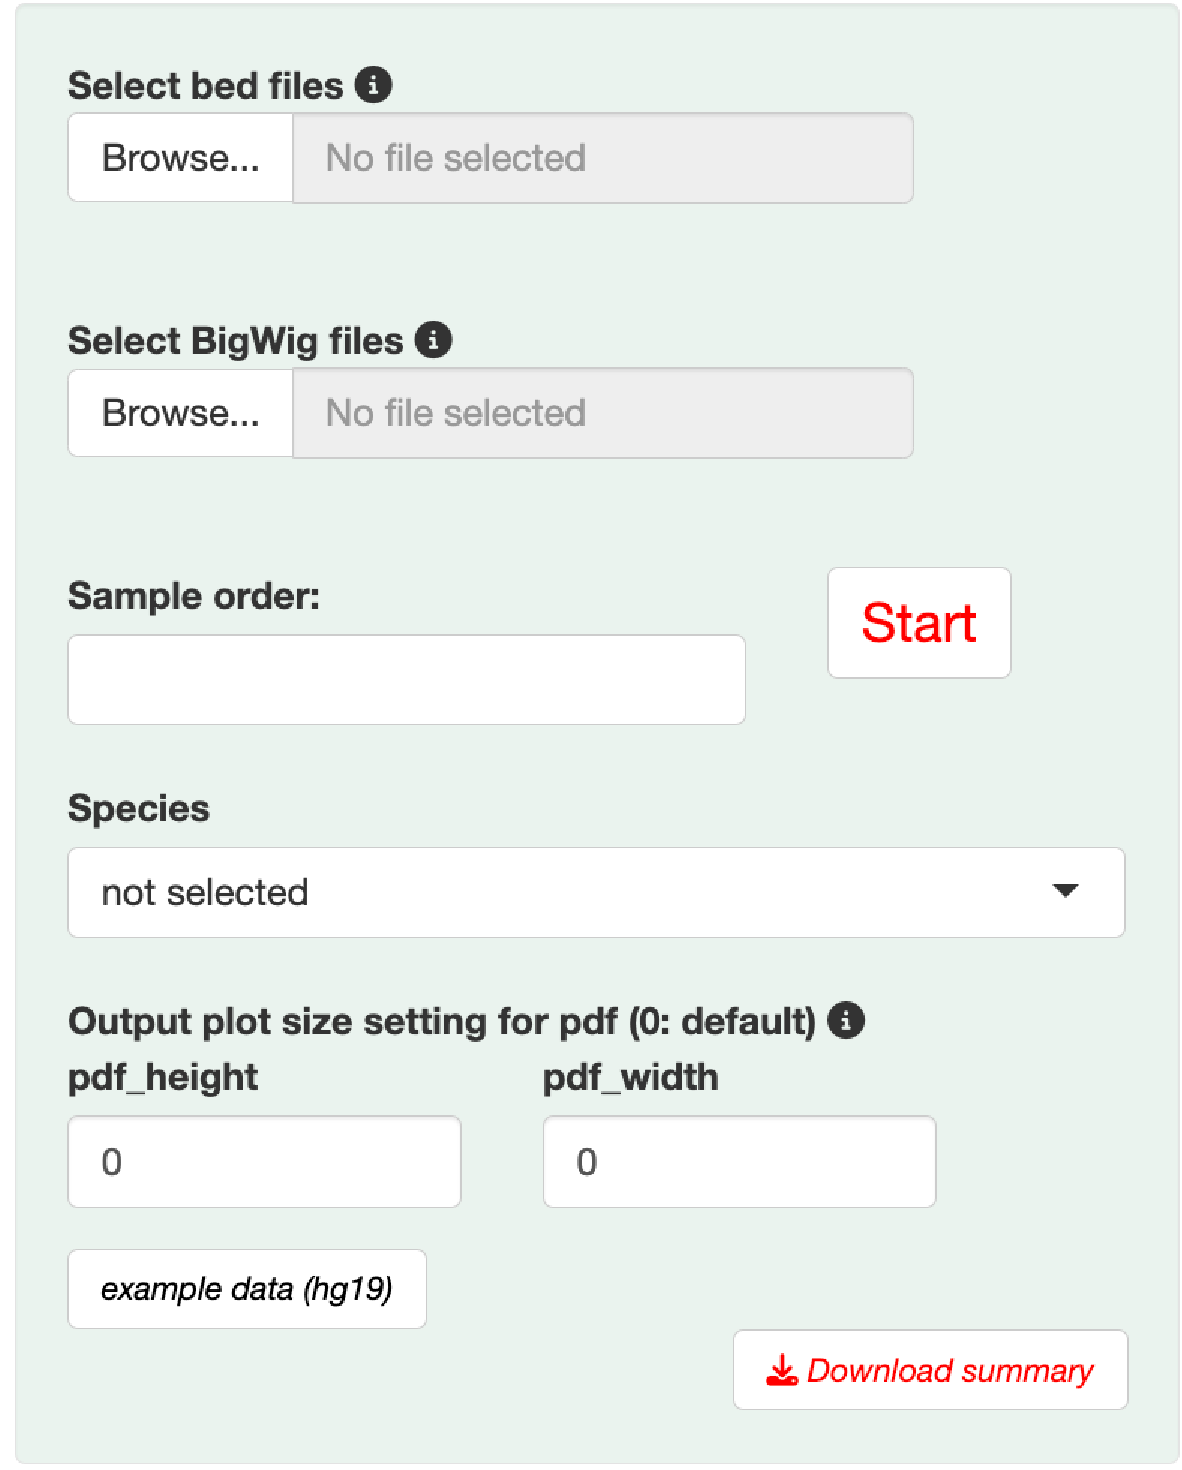 Select bed files
Browse... No file selected
Select BigWig files
Browse... No file selected
Sample order:
Start
Species
not selected
Output plot size setting for pdf (0: default)
pdf_height pdf_width
0 0
example data (hg19)
Download summary